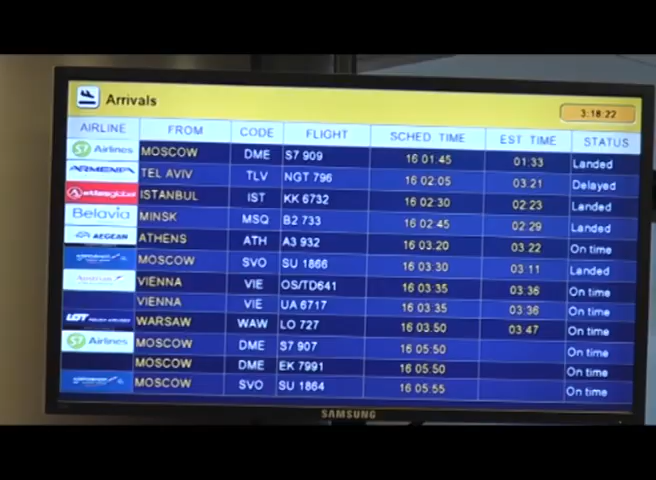 Arrivals
3:18:22
AIRLINE FROM CODE FLIGHT SCHED TIME EST TIME STATUS
S7 Airlines MOSCOW DME S7 909 16 01:45 01:33 Landed
ARMENIA TEL AVIV TLV NGT 796 16 02:05 03:21 Delayed
atlasglobal ISTANBUL IST KK 6732 16 02:30 02:23 Landed
Belavia MINSK MSQ B2 733 16 02:45 02:29 Landed
AEGEAN ATHENS ATH A3 932 16 03:20 03:22 On time
MOSCOW SVO SU 1866 16 03:30 03:11 Landed
VIENNA VIE OS/TD641 16 03:35 03:36 On time
VIENNA VIE UA 6717 16 03:35 03:36 On time
LOT WARSAW WAW LO 727 16 03:50 03:47 On time
S7 Airlines MOSCOW DME S7 907 16 05:50 On time
MOSCOW DME EK 7991 16 05:50 On time
MOSCOW SVO SU 1864 16 05:55 On time
SAMSUNG